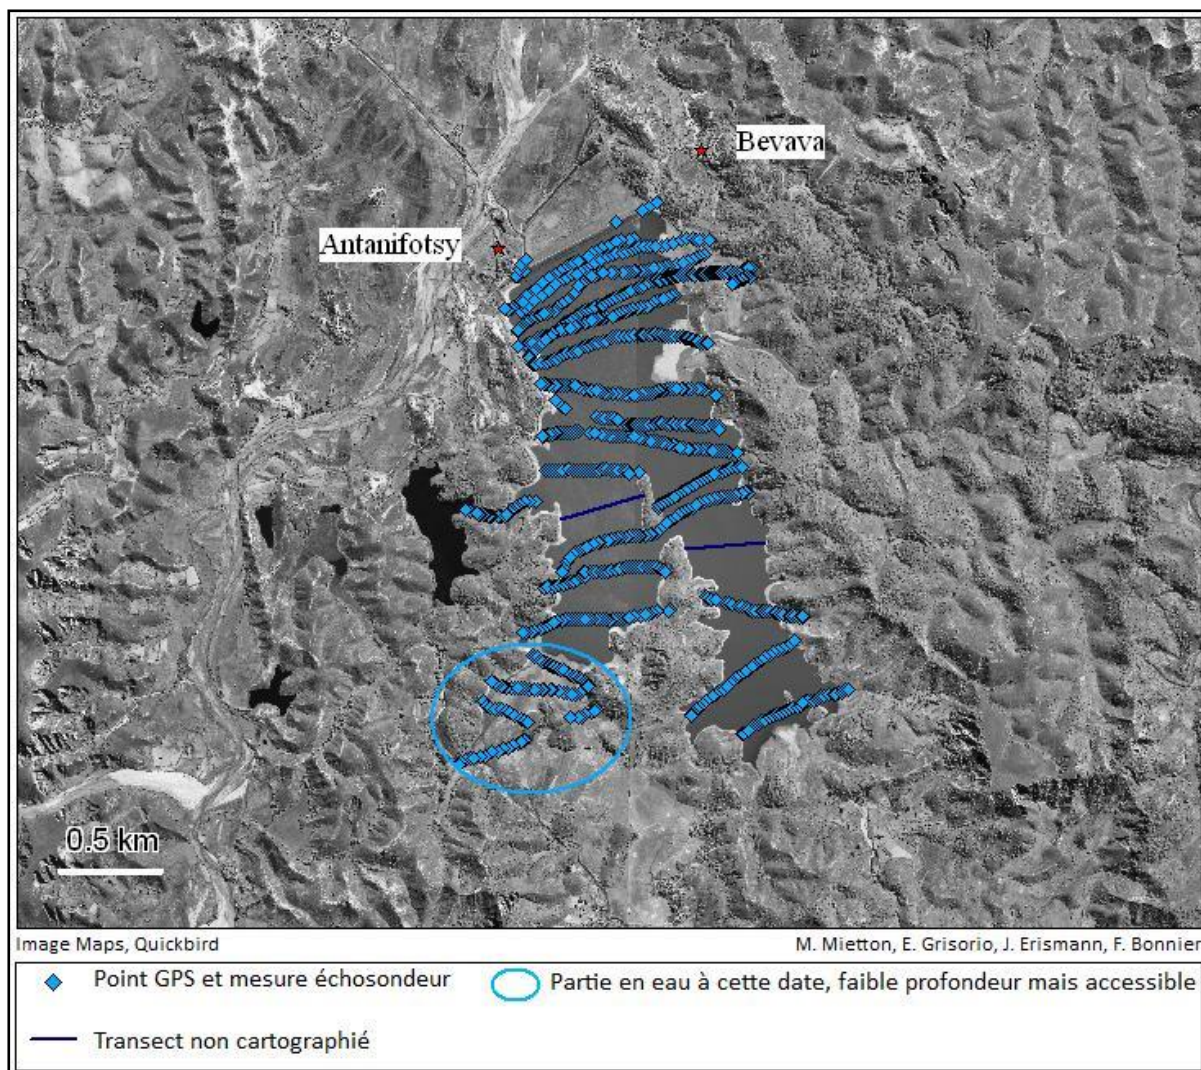 Bevava
Antanifotsy
0.5 km
Image Maps, Quickbird
M. Mietton, E. Grisorio, J. Erismann, F. Bonnier
Point GPS et mesure échosondeur
Partie en eau à cette date, faible profondeur mais accessible
Transect non cartographié